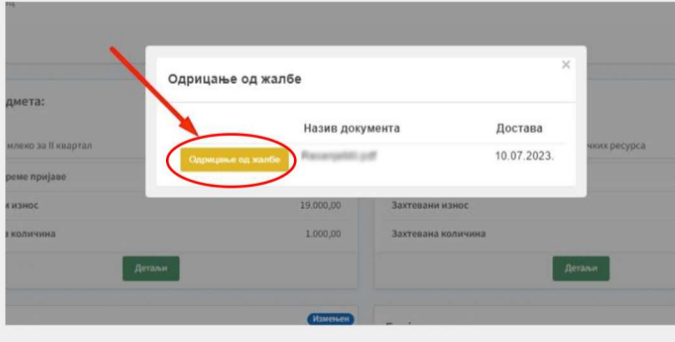 Одрицање од жалбе
×
Назив документа Достава
Одрицање од жалбе 10.07.2023.
дмета:
млеко за II квартал
чких ресурса
реме пријаве
износ 19.000,00
Захтевани износ
количина 1.000,00
Захтевана количина
Детаљи
Детаљи
Измењен